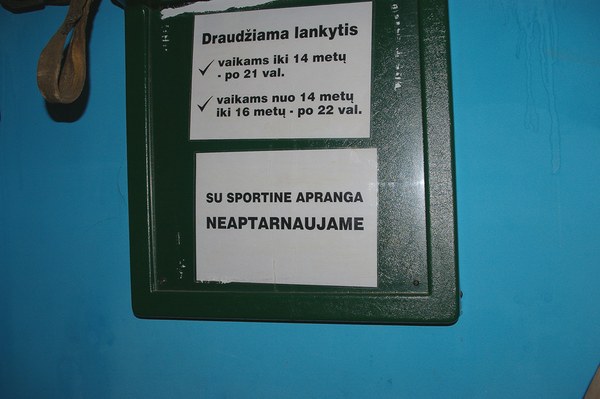 Draudžiama lankytis
vaikams iki 14 metų
- po 21 val.
vaikams nuo 14 metų
iki 16 metų - po 22 val.
SU SPORTINE APRANGA
NEAPTARNAUJAME